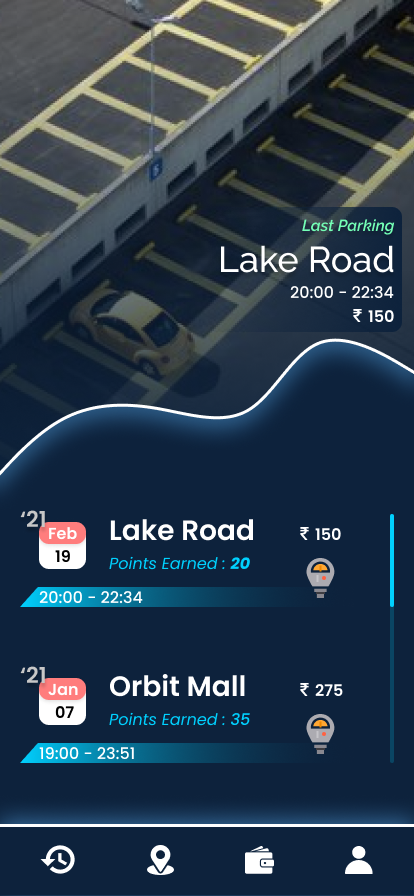 Last Parking
Lake Road
20:00 - 22:34
₹ 150
‘21
Feb
19
Lake Road
Points Earned : 20
₹ 150
20:00 - 22:34
‘21
Jan
07
Orbit Mall
Points Earned : 35
₹ 275
19:00 - 23:51